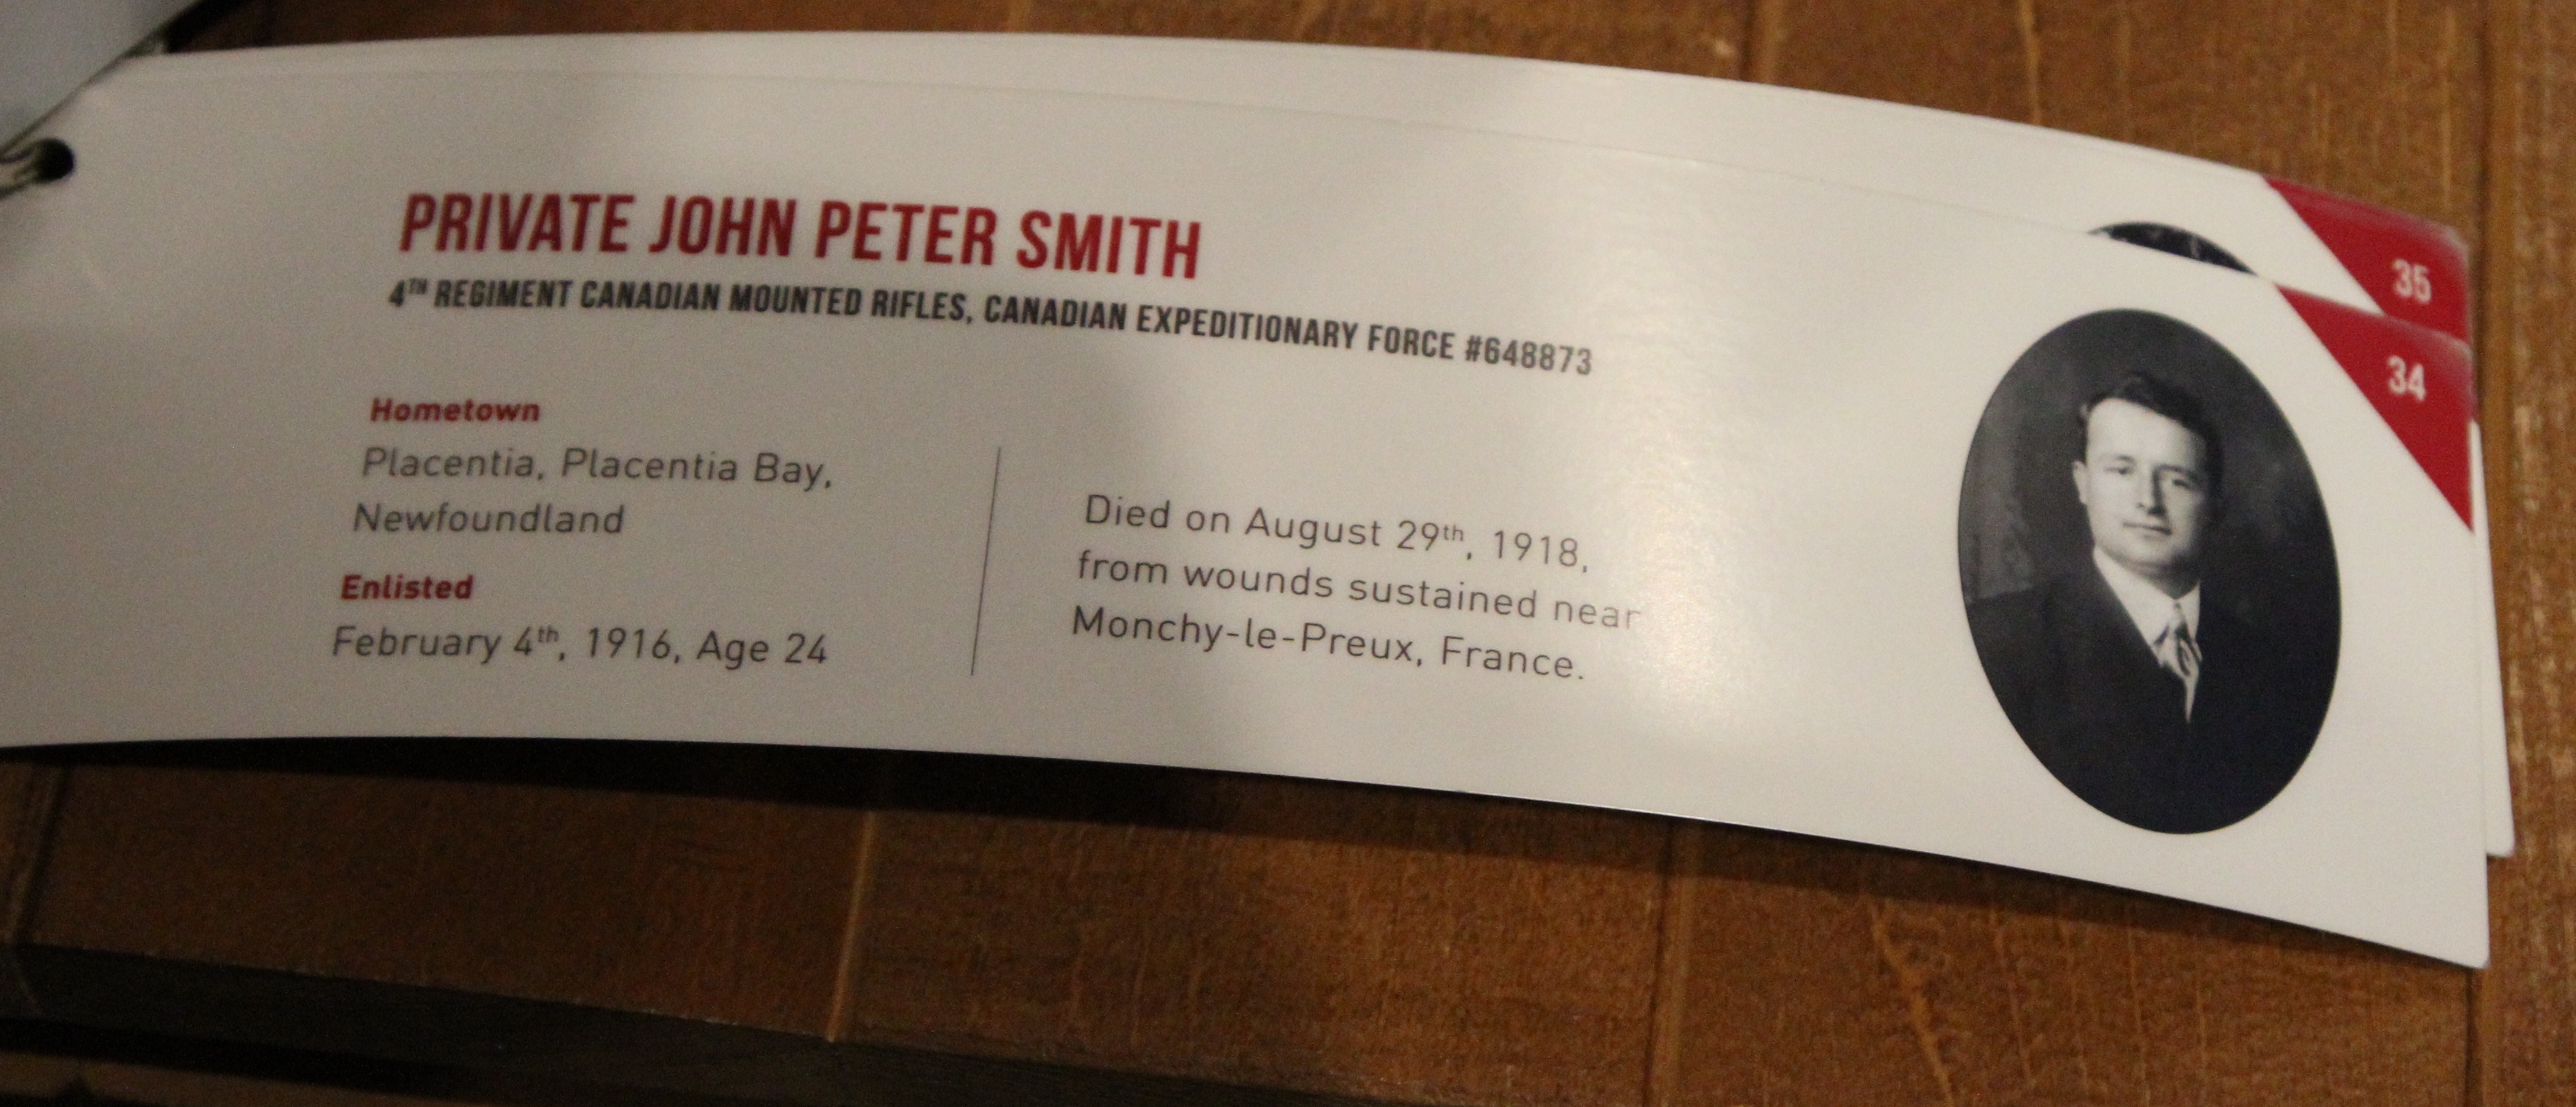 PRIVATE JOHN PETER SMITH
4TH REGIMENT CANADIAN MOUNTED RIFLES, CANADIAN EXPEDITIONARY FORCE #648873
Hometown
Placentia, Placentia Bay,
Newfoundland
Enlisted
February 4th, 1916, Age 24
Died on August 29th, 1918,
from wounds sustained near
Monchy-le-Preux, France.
35
34